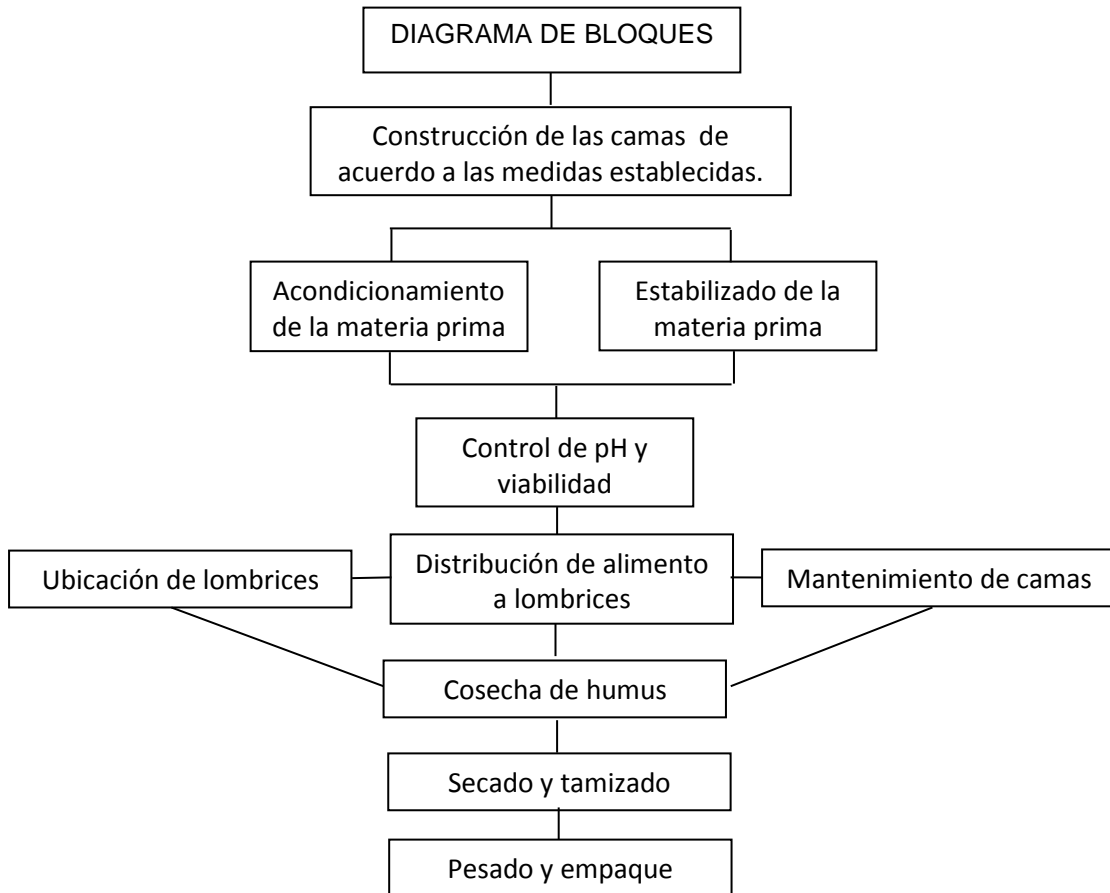 DIAGRAMA DE BLOQUES
Construcción de las camas de
acuerdo a las medidas establecidas.
Acondicionamiento
de la materia prima
Estabilizado de la
materia prima
Control de pH y
viabilidad
Ubicación de lombrices
Distribución de alimento
a lombrices
Mantenimiento de camas
Cosecha de humus
Secado y tamizado
Pesado y empaque